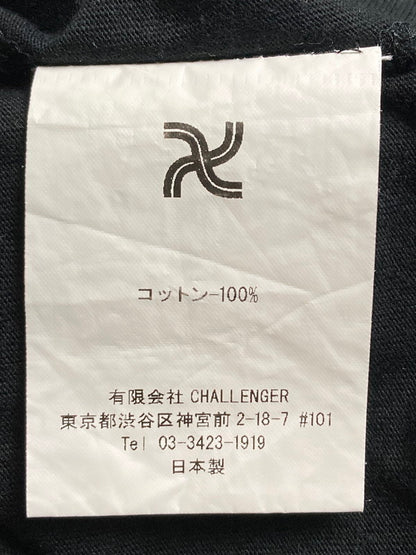 コットン-100%
有限会社 CHALLENGER
東京都渋谷区神宮前 2-18-7 #101
Tel 03-3423-1919
日本製